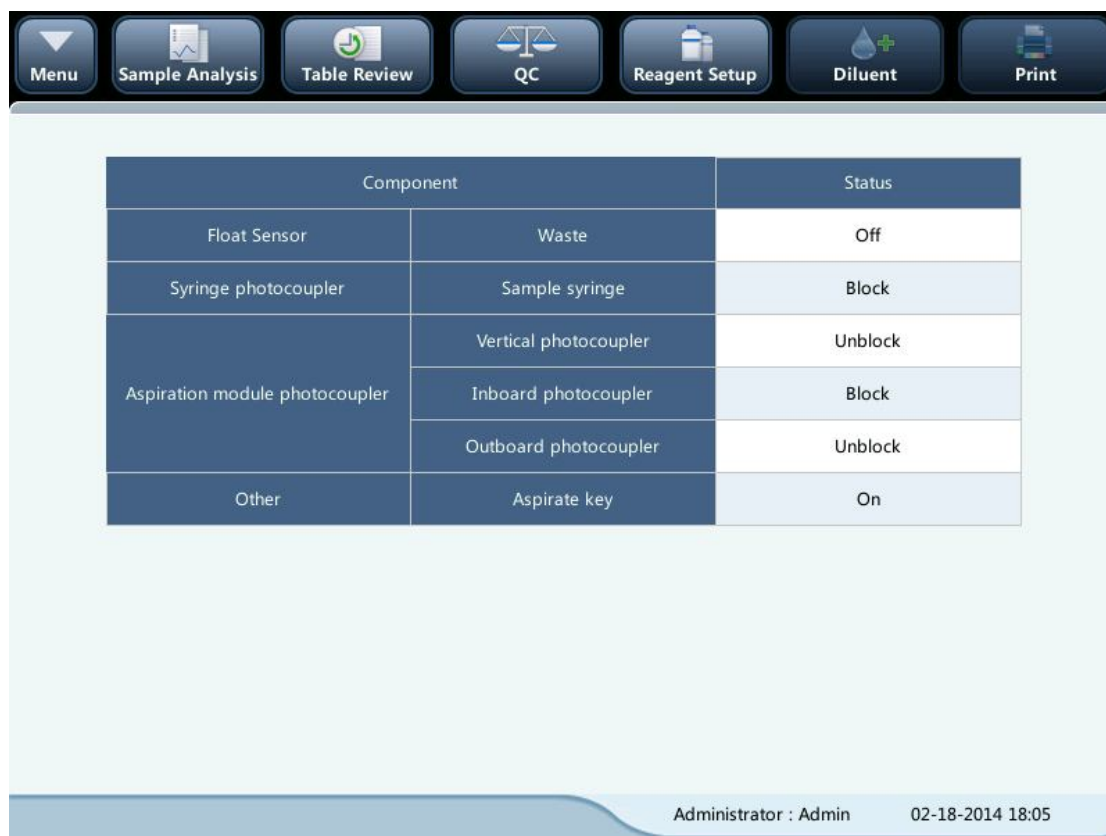 Menu Sample Analysis Table Review QC Reagent Setup Diluent Print
Component Status
Float Sensor Waste Off
Syringe photocoupler Sample syringe Block
Vertical photocoupler Unblock
Aspiration module photocoupler Inboard photocoupler Block
Outboard photocoupler Unblock
Other Aspirate key On
Administrator : Admin 02-18-2014 18:05